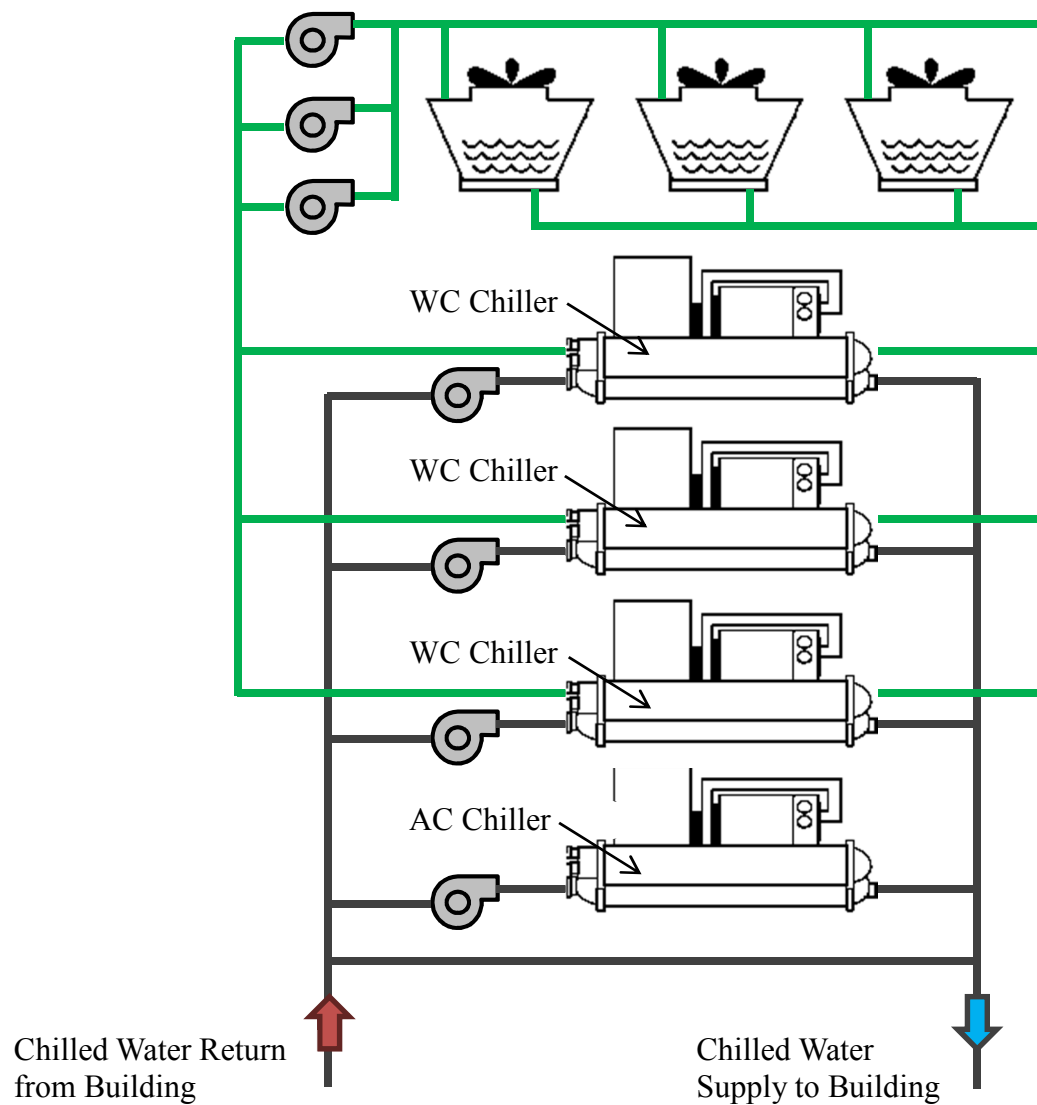 WC Chiller
WC Chiller
WC Chiller
AC Chiller
Chilled Water Return
from Building
Chilled Water
Supply to Building